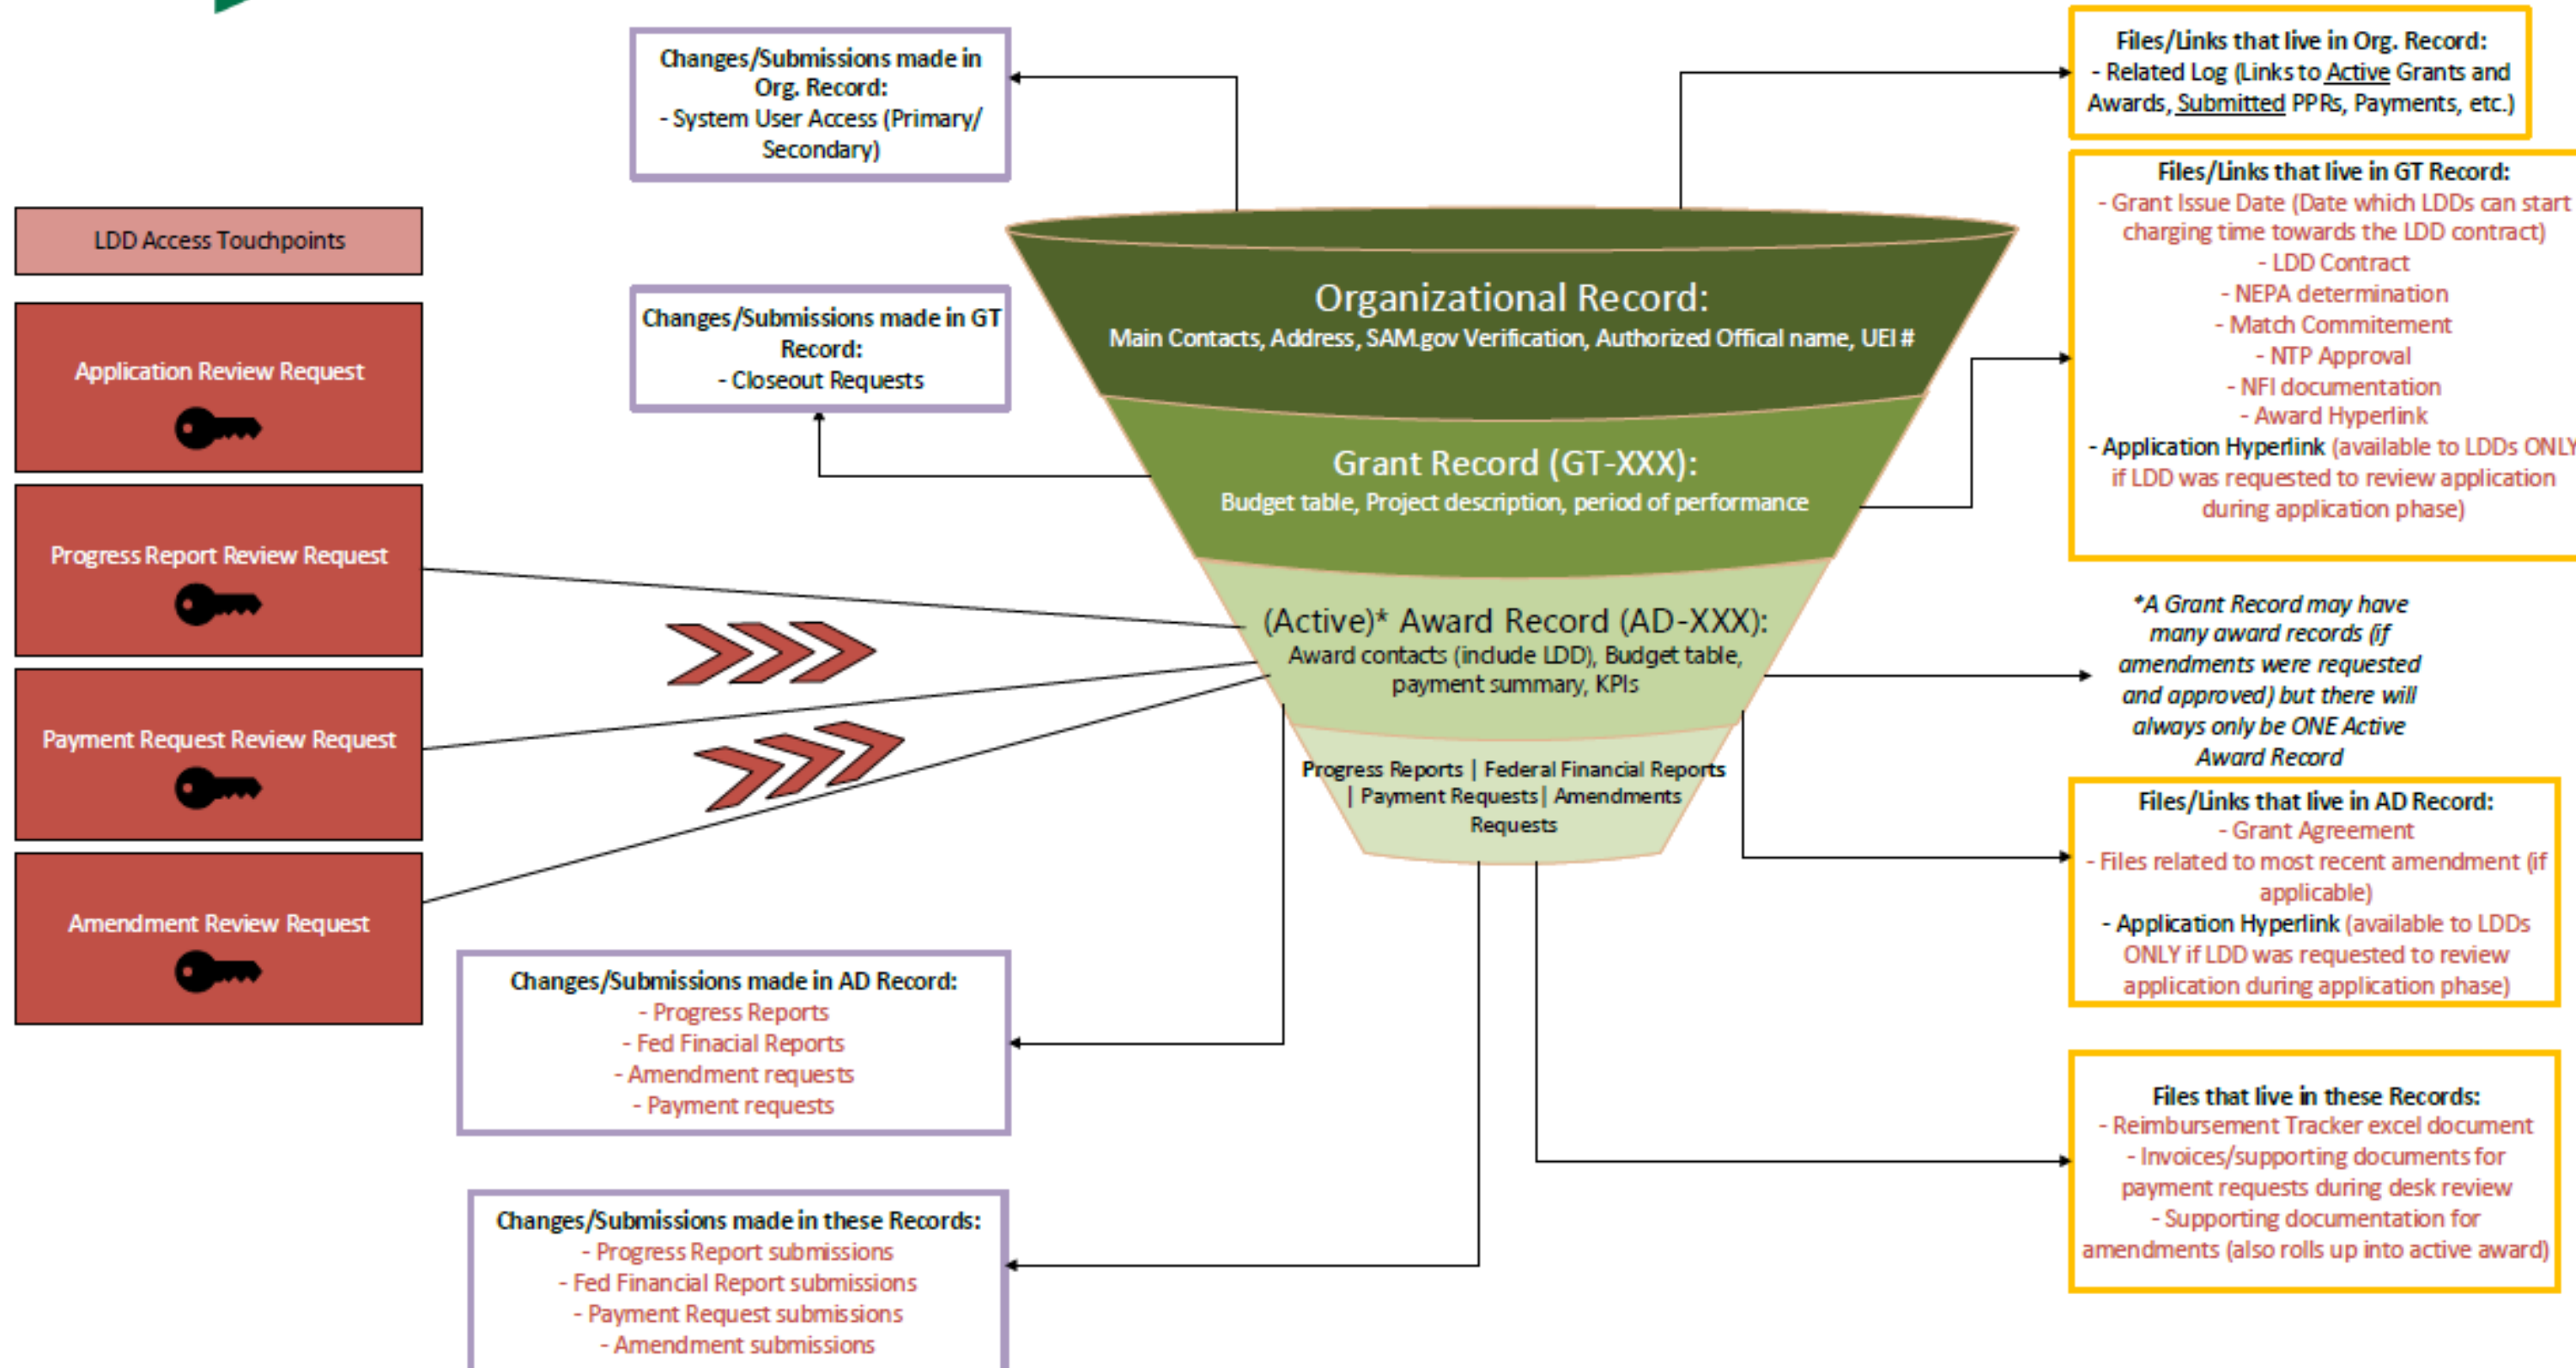 Changes/Submissions made in
Org. Record:
- System User Access (Primary/
Secondary)
Files/Links that live in Org. Record:
- Related Log (Links to Active Grants and
Awards, Submitted PPRs, Payments, etc.)
LDD Access Touchpoints
Application Review Request
Progress Report Review Request
Payment Request Review Request
Amendment Review Request
Changes/Submissions made in GT
Record:
- Closeout Requests
Organizational Record:
Main Contacts, Address, SAM.gov Verification, Authorized Offical name, UEI #
Grant Record (GT-XXX):
Budget table, Project description, period of performance
(Active)* Award Record (AD-XXX):
Award contacts (include LDD), Budget table,
payment summary, KPIs
Progress Reports | Federal Financial Reports
| Payment Requests| Amendments
Requests
Files/Links that live in GT Record:
- Grant Issue Date (Date which LDDs can start
charging time towards the LDD contract)
- LDD Contract
- NEPA determination
- Match Commitement
- NTP Approval
- NFI documentation
- Award Hyperlink
- Application Hyperlink (available to LDDs ONLY
if LDD was requested to review application
during application phase)
*A Grant Record may have
many award records (if
amendments were requested
and approved) but there will
always only be ONE Active
Award Record
Files/Links that live in AD Record:
- Grant Agreement
- Files related to most recent amendment (if
applicable)
- Application Hyperlink (available to LDDs
ONLY if LDD was requested to review
application during application phase)
Changes/Submissions made in AD Record:
- Progress Reports
- Fed Finacial Reports
- Amendment requests
- Payment requests
Files that live in these Records:
- Reimbursement Tracker excel document
- Invoices/supporting documents for
payment requests during desk review
- Supporting documentation for
amendments (also rolls up into active award)
Changes/Submissions made in these Records:
- Progress Report submissions
- Fed Financial Report submissions
- Payment Request submissions
- Amendment submissions